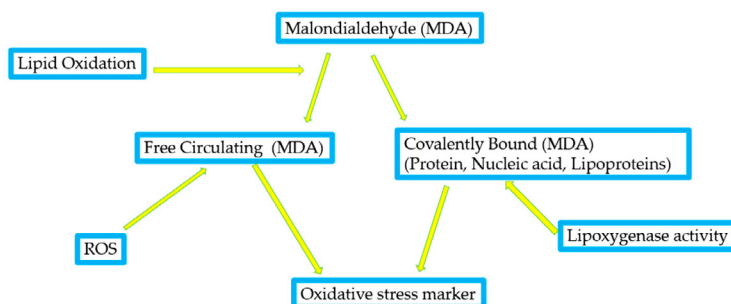 Malondialdehyde (MDA)
Lipid Oxidation
Free Circulating (MDA)
Covalently Bound (MDA)
(Protein, Nucleic acid, Lipoproteins)
ROS
Lipoxygenase activity
Oxidative stress marker